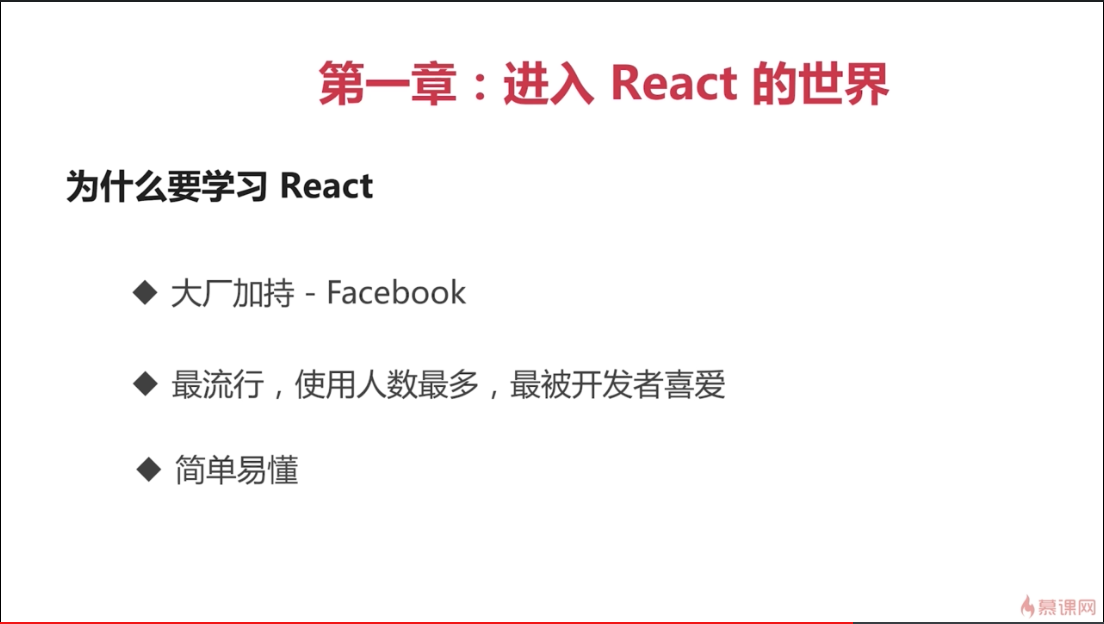 第一章：进入 React 的世界
为什么要学习 React
◆ 大厂加持 - Facebook
◆ 最流行，使用人数最多，最被开发者喜爱
◆ 简单易懂
慕课网